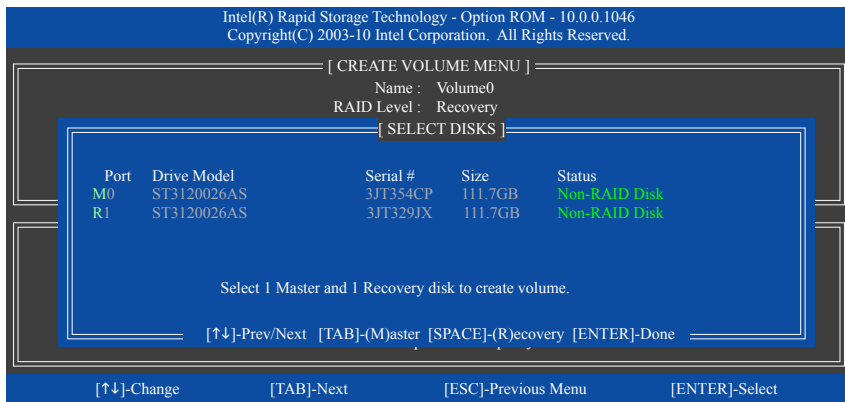 Intel(R) Rapid Storage Technology - Option ROM - 10.0.0.1046
Copyright(C) 2003-10 Intel Corporation. All Rights Reserved.
[ CREATE VOLUME MENU ]
Name : Volume0
RAID Level : Recovery
[ SELECT DISKS ]
Port Drive Model Serial # Size Status
M0 ST3120026AS 3JT354CP 111.7GB Non-RAID Disk
R1 ST3120026AS 3JT329JX 111.7GB Non-RAID Disk
Select 1 Master and 1 Recovery disk to create volume.
[↑↓]-Prev/Next [TAB]-(M)aster [SPACE]-(R)ecovery [ENTER]-Done
[↑↓]-Change [TAB]-Next [ESC]-Previous Menu [ENTER]-Select